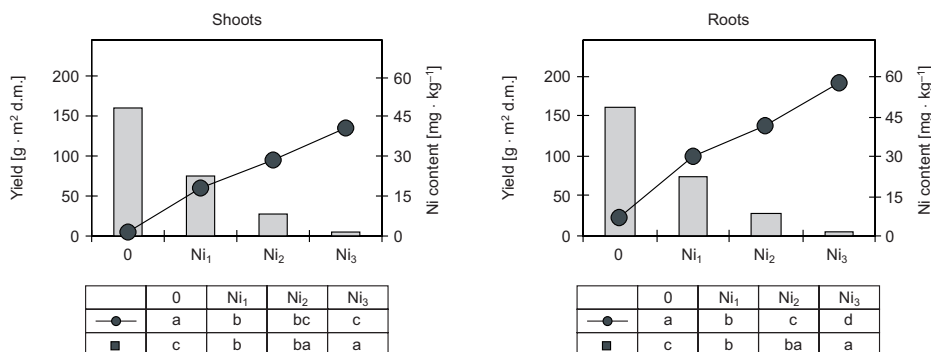 Shoots
Yield [g · m² d.m.]
200
150
100
50
0
60
45
30
15
0
Ni content [mg · kg⁻¹]
0 Ni₁ Ni₂ Ni₃
0 Ni₁ Ni₂ Ni₃
a b bc c
c b ba a
Roots
Yield [g · m² d.m.]
200
150
100
50
0
60
45
30
15
0
Ni content [mg · kg⁻¹]
0 Ni₁ Ni₂ Ni₃
0 Ni₁ Ni₂ Ni₃
a b c d
c b ba a